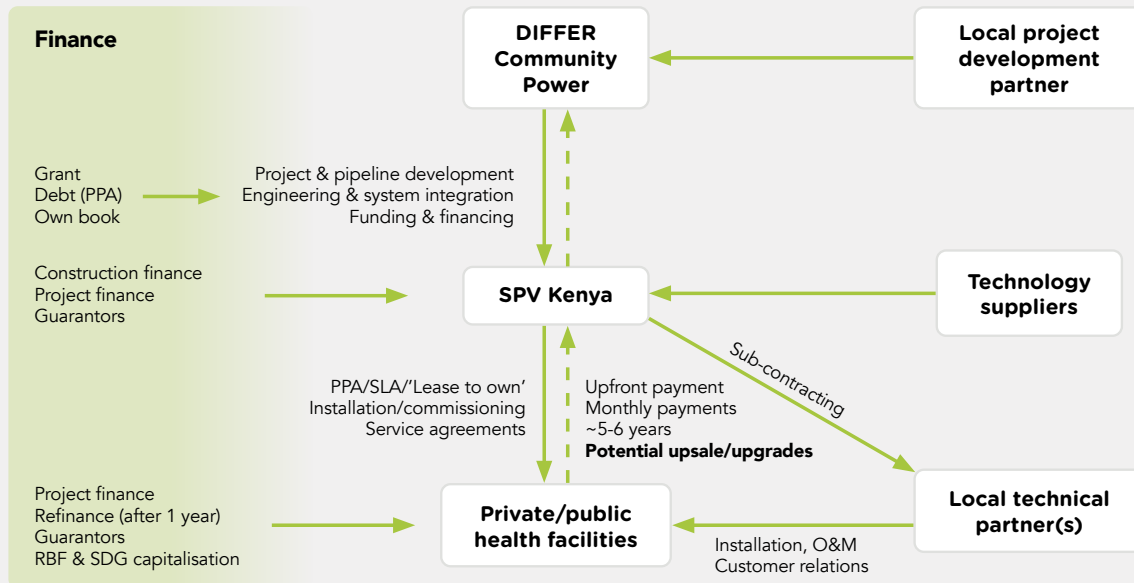 Finance
DIFFER
Community
Power
Local project
development
partner
Grant
Debt (PPA)
Own book
Project & pipeline development
Engineering & system integration
Funding & financing
Construction finance
Project finance
Guarantors
SPV Kenya
Technology
suppliers
Sub-contracting
PPA/SLA/'Lease to own'
Installation/commissioning
Service agreements
Upfront payment
Monthly payments
~5-6 years
Potential upsale/upgrades
Project finance
Refinance (after 1 year)
Guarantors
RBF & SDG capitalisation
Private/public
health facilities
Local technical
partner(s)
Installation, O&M
Customer relations